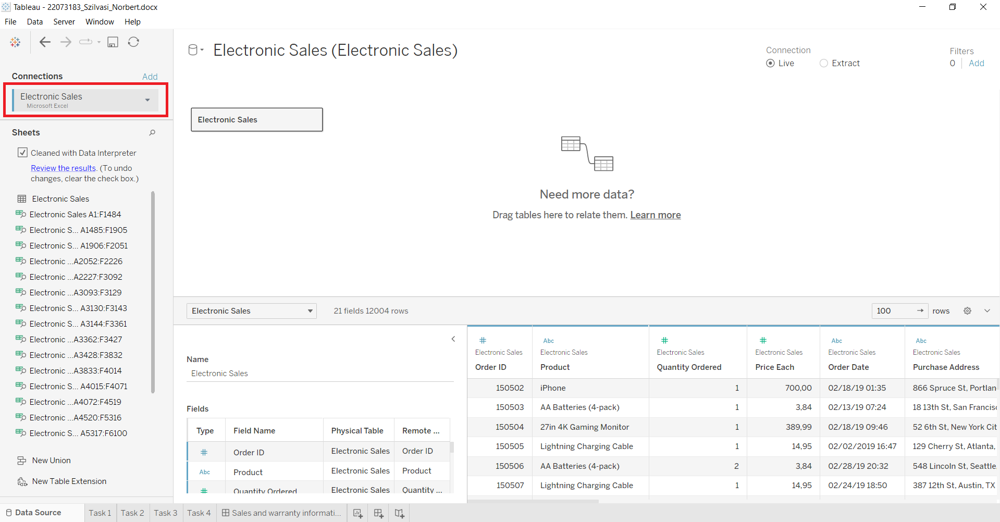 Tableau - 22073183_Szilvasi_Norbert.docx
File Data Server Window Help
Connections Add
Electronic Sales
Microsoft Excel
Sheets
Cleaned with Data Interpreter
Review the results. (To undo
changes, clear the check box.)
Electronic Sales
Electronic Sales A1:F1484
Electronic S... A1485:F1905
Electronic S... A1906:F2051
Electronic ...A2052:F2226
Electronic ...A2227:F3092
Electronic ...A3093:F3129
Electronic S... A3130:F3143
Electronic S... A3144:F3361
Electronic ...A3362:F3427
Electronic ...A3428:F3832
Electronic ...A3833:F4014
Electronic S... A4015:F4071
Electronic ...A4072:F4519
Electronic ...A4520:F5316
Electronic S... A5317:F6100
New Union
New Table Extension
Electronic Sales (Electronic Sales)
Connection
Live Extract
Filters
0 Add
Electronic Sales
Need more data?
Drag tables here to relate them. Learn more
Electronic Sales 21 fields 12004 rows 100 rows
Name
Electronic Sales
Fields
Type Field Name Physical Table Remote ...
# Order ID Electronic Sales Order ID
Abc Product Electronic Sales Product
# Quantity Ordered Electronic Sales Quantity ...
# Abc # # Abc Abc
Electronic Sales Electronic Sales Electronic Sales Electronic Sales Electronic Sales Electronic Sales
Order ID Product Quantity Ordered Price Each Order Date Purchase Address
150502 iPhone 1 700,00 02/18/19 01:35 866 Spruce St, Portlan
150503 AA Batteries (4-pack) 1 3,84 02/13/19 07:24 18 13th St, San Francisc
150504 27in 4K Gaming Monitor 1 389,99 02/18/19 09:46 52 6th St, New York Cit
150505 Lightning Charging Cable 1 14,95 02/02/2019 16:47 129 Cherry St, Atlanta,
150506 AA Batteries (4-pack) 2 3,84 02/28/19 20:32 548 Lincoln St, Seattle,
150507 Lightning Charging Cable 1 14,95 02/24/19 18:50 387 12th St, Austin, TX
Data Source Task 1 Task 2 Task 3 Task 4 Sales and warranty informati...